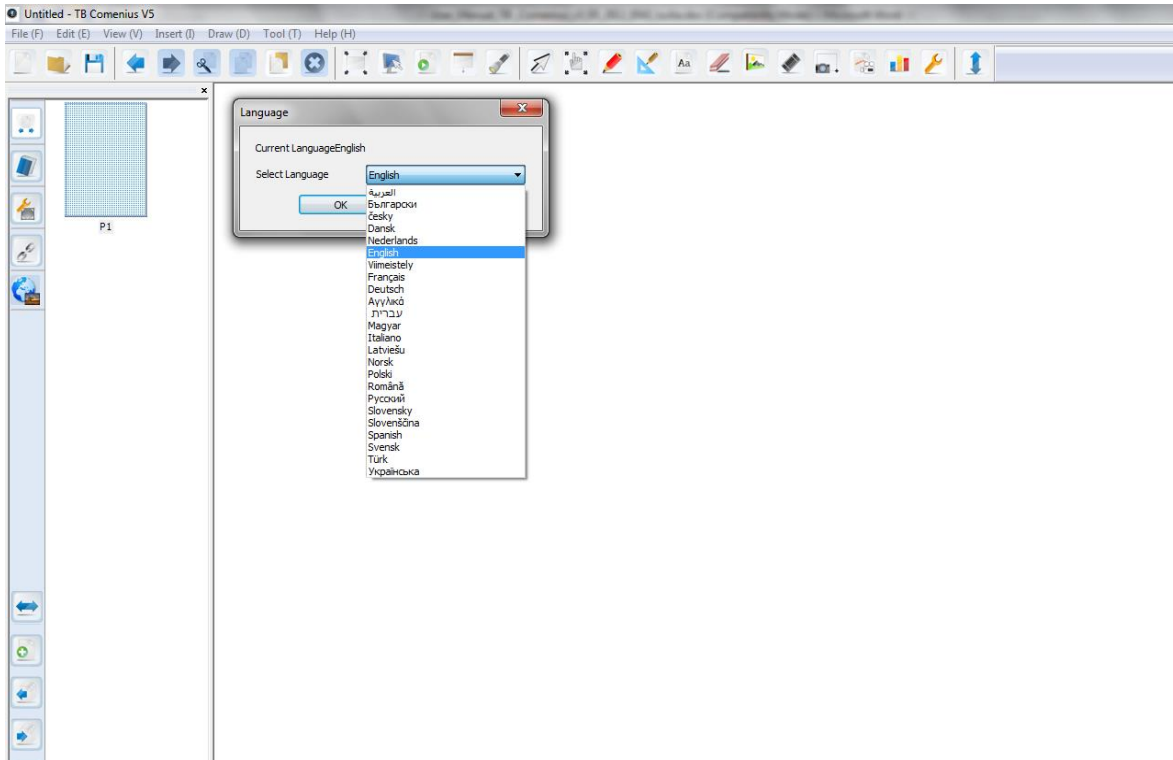 Untitled - TB Comenius V5
File (F) Edit (E) View (V) Insert (I) Draw (D) Tool (T) Help (H)
Aa
x
P1
Language
Current LanguageEnglish
Select Language English
OK
العربية
Български
česky
Dansk
Nederlands
English
Viimeistely
Français
Deutsch
Αγγλικά
עברית
Magyar
Italiano
Latviešu
Norsk
Polski
Română
Русский
Slovensky
Slovenščina
Spanish
Svensk
Türk
Українська